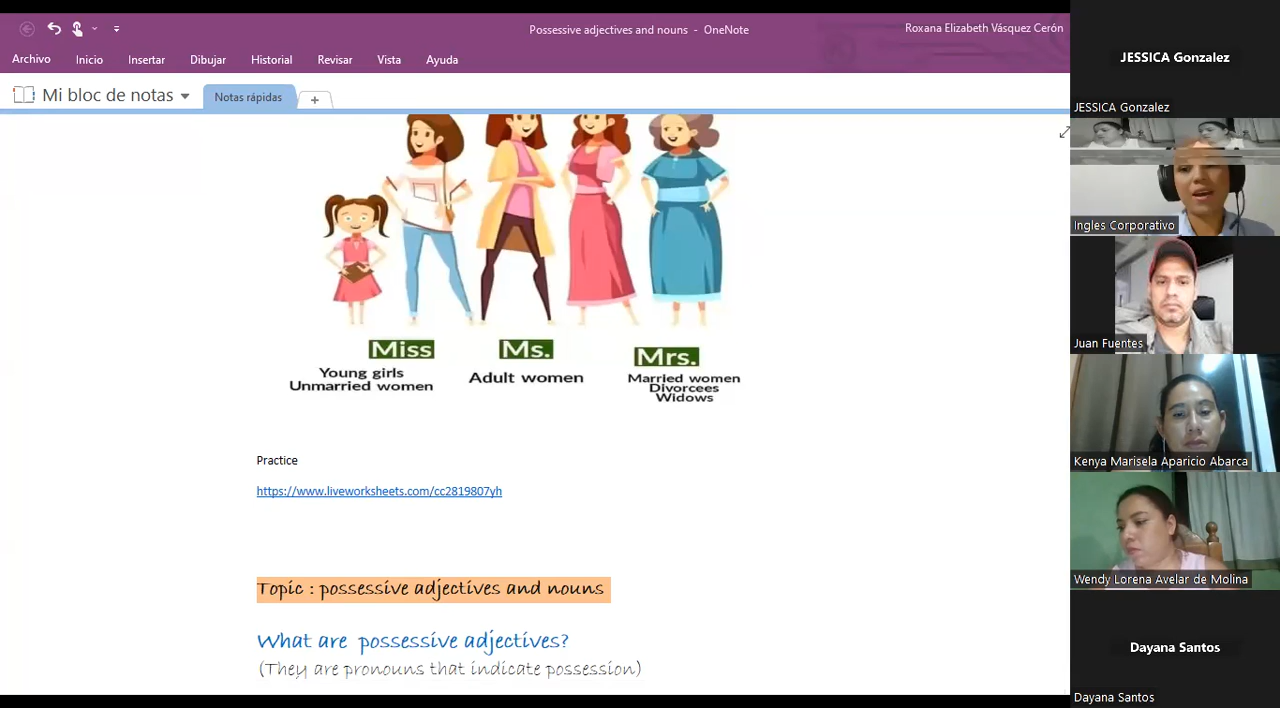 Possessive adjectives and nouns - OneNote
Roxana Elizabeth Vásquez Cerón
Archivo Inicio Insertar Dibujar Historial Revisar Vista Ayuda
Mi bloc de notas Notas rápidas
Miss
Young girls
Unmarried women
Ms.
Adult women
Mrs.
Married women
Divorcees
Widows
Practice
https://www.liveworksheets.com/cc2819807yh
Topic : possessive adjectives and nouns
What are possessive adjectives?
(They are pronouns that indicate possession)
JESSICA Gonzalez
JESSICA Gonzalez
Ingles Corporativo
Juan Fuentes
Kenya Marisela Aparicio Abarca
Wendy Lorena Avelar de Molina
Dayana Santos
Dayana Santos